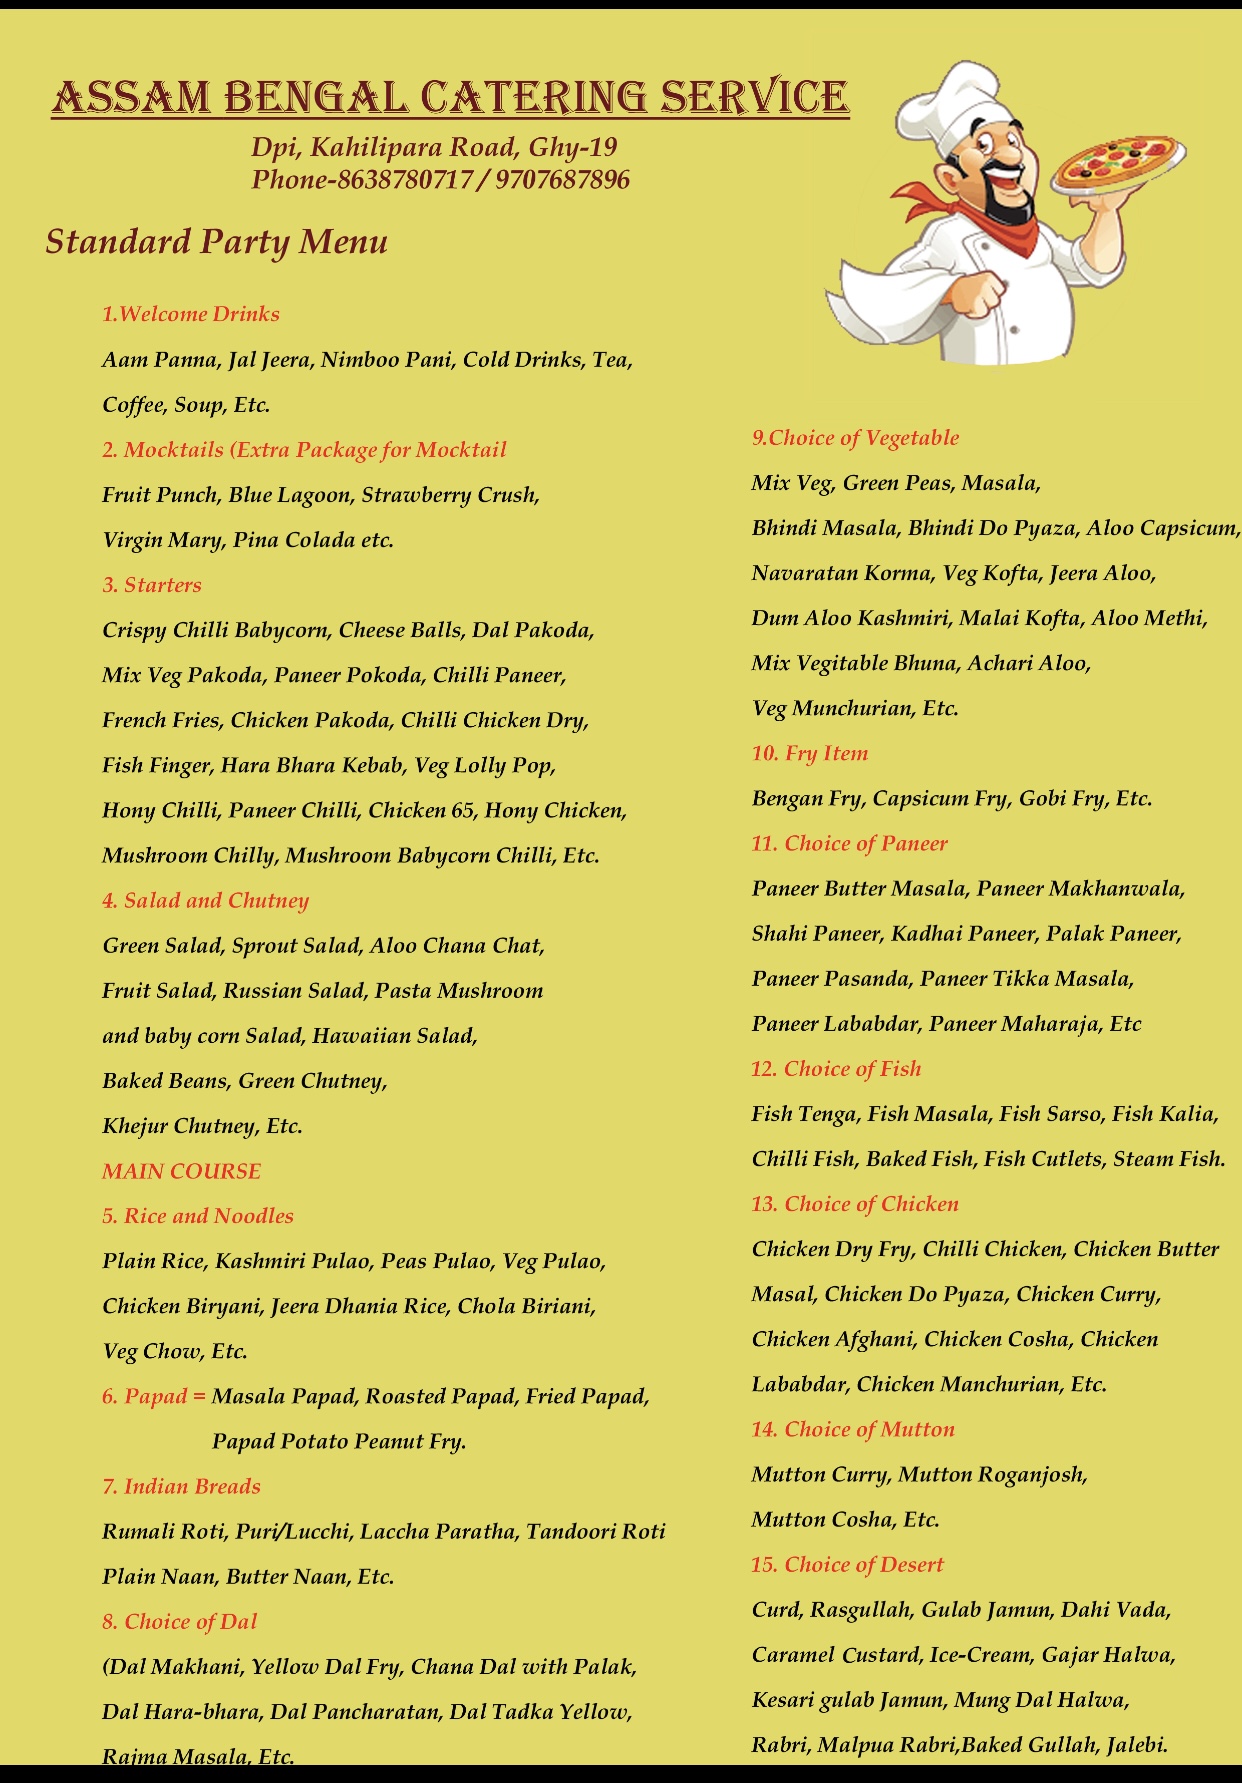 ASSAM BENGAL CATERING SERVICE
Dpi, Kahilipara Road, Ghy-19
Phone-8638780717 / 9707687896
Standard Party Menu
1.Welcome Drinks
Aam Panna, Jal Jeera, Nimboo Pani, Cold Drinks, Tea,
Coffee, Soup, Etc.
2. Mocktails (Extra Package for Mocktail
Fruit Punch, Blue Lagoon, Strawberry Crush,
Virgin Mary, Pina Colada etc.
3. Starters
Crispy Chilli Babycorn, Cheese Balls, Dal Pakoda,
Mix Veg Pakoda, Paneer Pokoda, Chilli Paneer,
French Fries, Chicken Pakoda, Chilli Chicken Dry,
Fish Finger, Hara Bhara Kebab, Veg Lolly Pop,
Hony Chilli, Paneer Chilli, Chicken 65, Hony Chicken,
Mushroom Chilly, Mushroom Babycorn Chilli, Etc.
4. Salad and Chutney
Green Salad, Sprout Salad, Aloo Chana Chat,
Fruit Salad, Russian Salad, Pasta Mushroom
and baby corn Salad, Hawaiian Salad,
Baked Beans, Green Chutney,
Khejur Chutney, Etc.
MAIN COURSE
5. Rice and Noodles
Plain Rice, Kashmiri Pulao, Peas Pulao, Veg Pulao,
Chicken Biryani, Jeera Dhania Rice, Chola Biriani,
Veg Chow, Etc.
6. Papad = Masala Papad, Roasted Papad, Fried Papad,
Papad Potato Peanut Fry.
7. Indian Breads
Rumali Roti, Puri/Lucchi, Laccha Paratha, Tandoori Roti
Plain Naan, Butter Naan, Etc.
8. Choice of Dal
(Dal Makhani, Yellow Dal Fry, Chana Dal with Palak,
Dal Hara-bhara, Dal Pancharatan, Dal Tadka Yellow,
Rajma Masala, Etc.
9.Choice of Vegetable
Mix Veg, Green Peas, Masala,
Bhindi Masala, Bhindi Do Pyaza, Aloo Capsicum,
Navaratan Korma, Veg Kofta, Jeera Aloo,
Dum Aloo Kashmiri, Malai Kofta, Aloo Methi,
Mix Vegitable Bhuna, Achari Aloo,
Veg Munchurian, Etc.
10. Fry Item
Bengan Fry, Capsicum Fry, Gobi Fry, Etc.
11. Choice of Paneer
Paneer Butter Masala, Paneer Makhanwala,
Shahi Paneer, Kadhai Paneer, Palak Paneer,
Paneer Pasanda, Paneer Tikka Masala,
Paneer Lababdar, Paneer Maharaja, Etc
12. Choice of Fish
Fish Tenga, Fish Masala, Fish Sarso, Fish Kalia,
Chilli Fish, Baked Fish, Fish Cutlets, Steam Fish.
13. Choice of Chicken
Chicken Dry Fry, Chilli Chicken, Chicken Butter
Masal, Chicken Do Pyaza, Chicken Curry,
Chicken Afghani, Chicken Cosha, Chicken
Lababdar, Chicken Manchurian, Etc.
14. Choice of Mutton
Mutton Curry, Mutton Roganjosh,
Mutton Cosha, Etc.
15. Choice of Desert
Curd, Rasgullah, Gulab Jamun, Dahi Vada,
Caramel Custard, Ice-Cream, Gajar Halwa,
Kesari gulab Jamun, Mung Dal Halwa,
Rabri, Malpua Rabri,Baked Gullah, Jalebi.